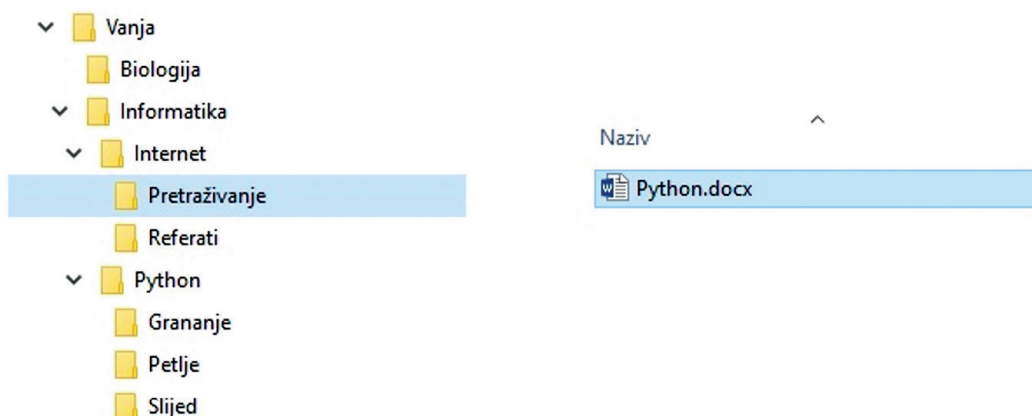 Vanja
Biologija
Informatika
Internet
Pretraživanje
Referati
Python
Grananje
Petlje
Slijed
Naziv
Python.docx